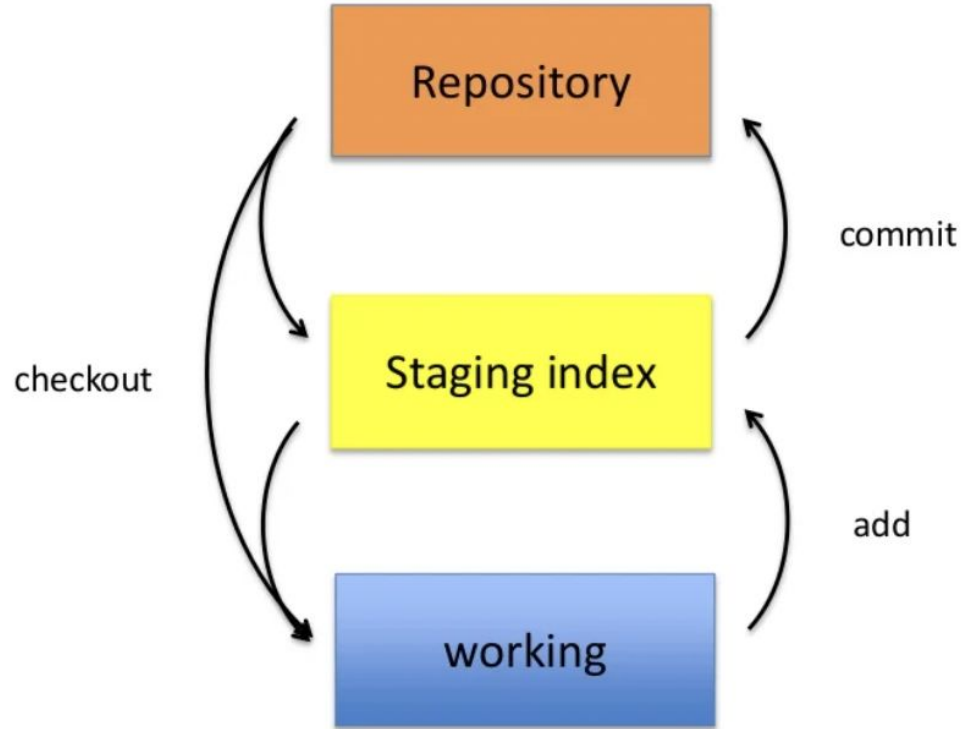 Repository
commit
Staging index
checkout
add
working